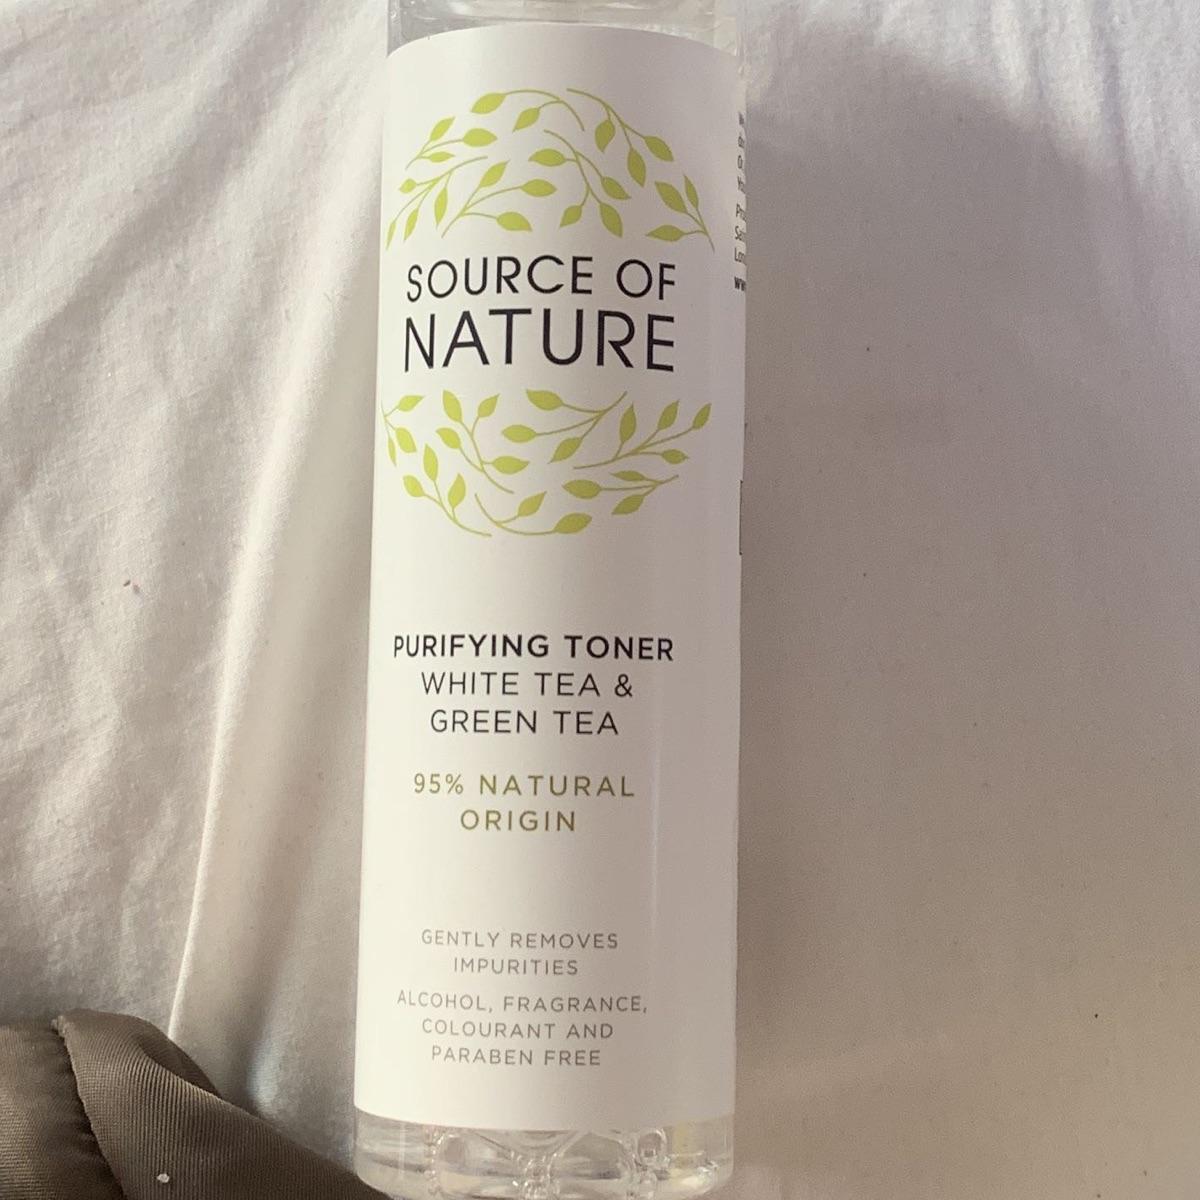 SOURCE OF
NATURE
PURIFYING TONER
WHITE TEA &
GREEN TEA
95% NATURAL
ORIGIN
GENTLY REMOVES
IMPURITIES
ALCOHOL, FRAGRANCE,
COLOURANT AND
PARABEN FREE